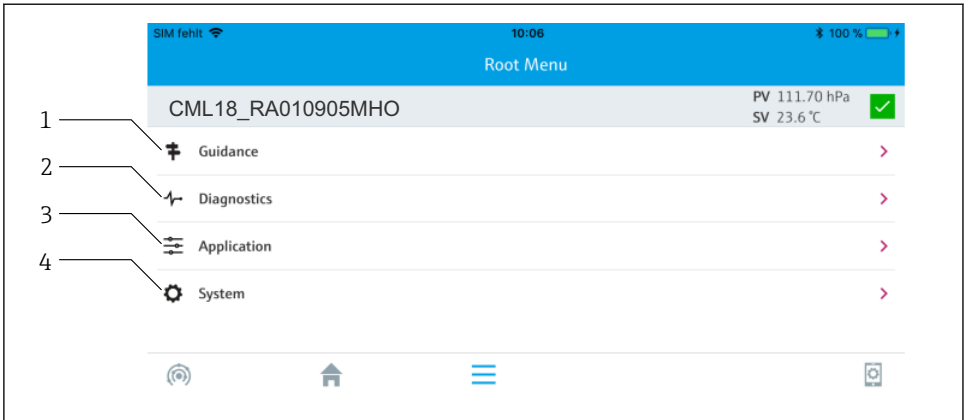 SIM fehlt 10:06 100 %
Root Menu
CML18_RA010905MHO
PV 111.70 hPa
SV 23.6 °C
1
Guidance
2
Diagnostics
3
Application
4
System